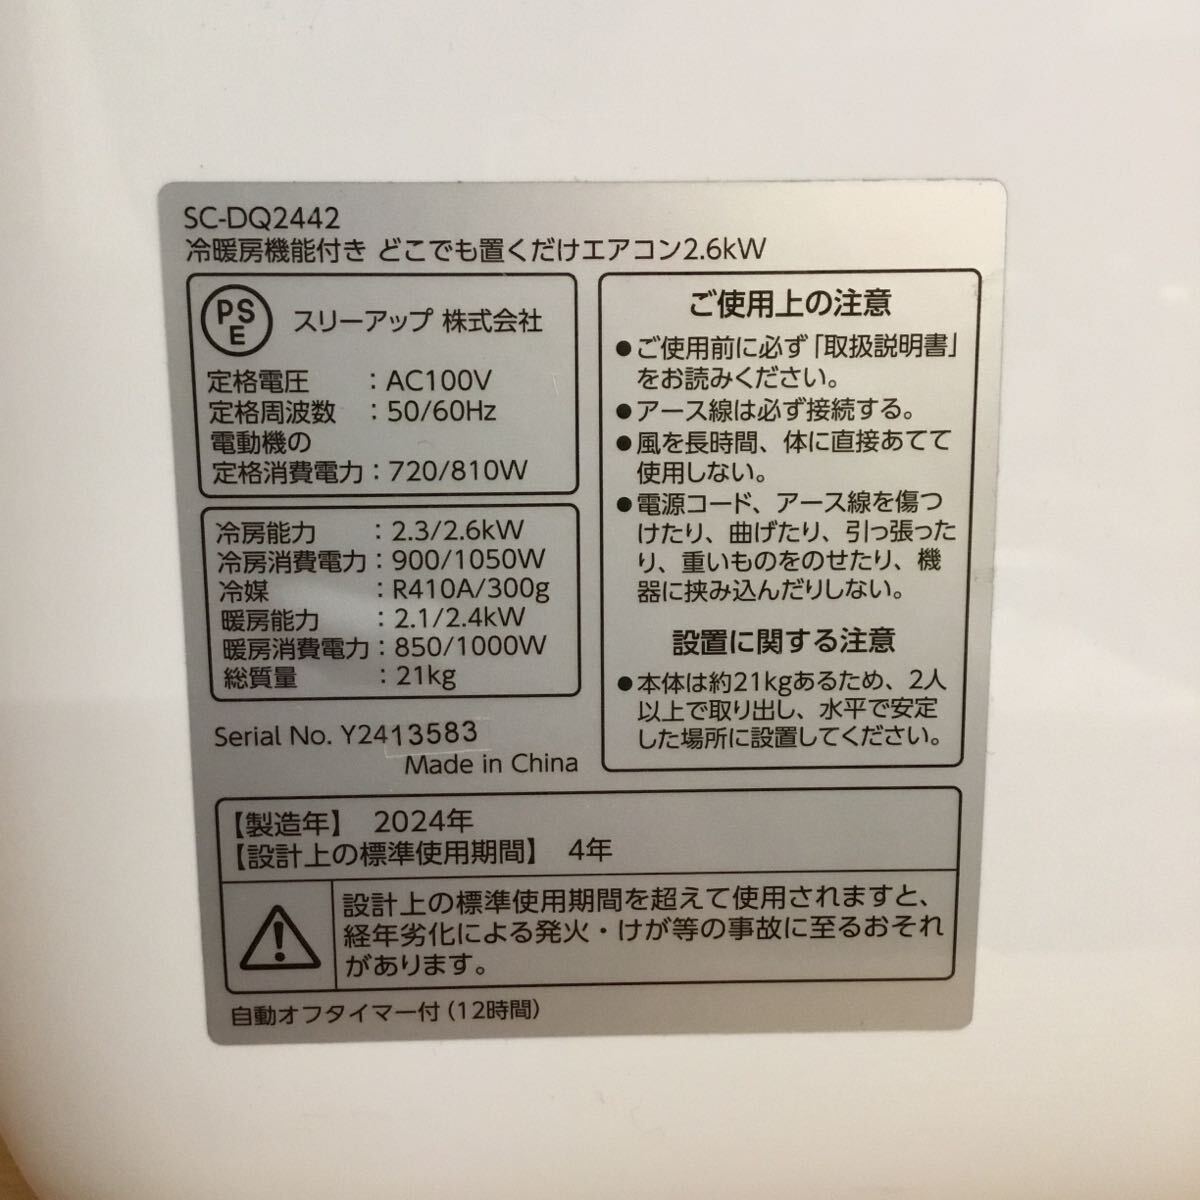 SC-DQ2442
冷暖房機能付き どこでも置くだけエアコン2.6kW
PS
E
スリーアップ 株式会社
定格電圧 : AC100V
定格周波数 : 50/60Hz
電動機の
定格消費電力 : 720/810W
冷房能力 : 2.3/2.6kW
冷房消費電力 : 900/1050W
冷媒 : R410A/300g
暖房能力 : 2.1/2.4kW
暖房消費電力 : 850/1000W
総質量 : 21kg
Serial No. Y2413583
Made in China
ご使用上の注意
●ご使用前に必ず「取扱説明書」
をお読みください。
●アース線は必ず接続する。
●風を長時間、体に直接あてて
使用しない。
●電源コード、アース線を傷つ
けたり、曲げたり、引っ張った
り、重いものをのせたり、機
器に挟み込んだりしない。
設置に関する注意
●本体は約21kgあるため、2人
以上で取り出し、水平で安定
した場所に設置してください。
【製造年】 2024年
【設計上の標準使用期間】 4年
設計上の標準使用期間を超えて使用されますと、
経年劣化による発火・けが等の事故に至るおそれ
があります。
自動オフタイマー付(12時間)